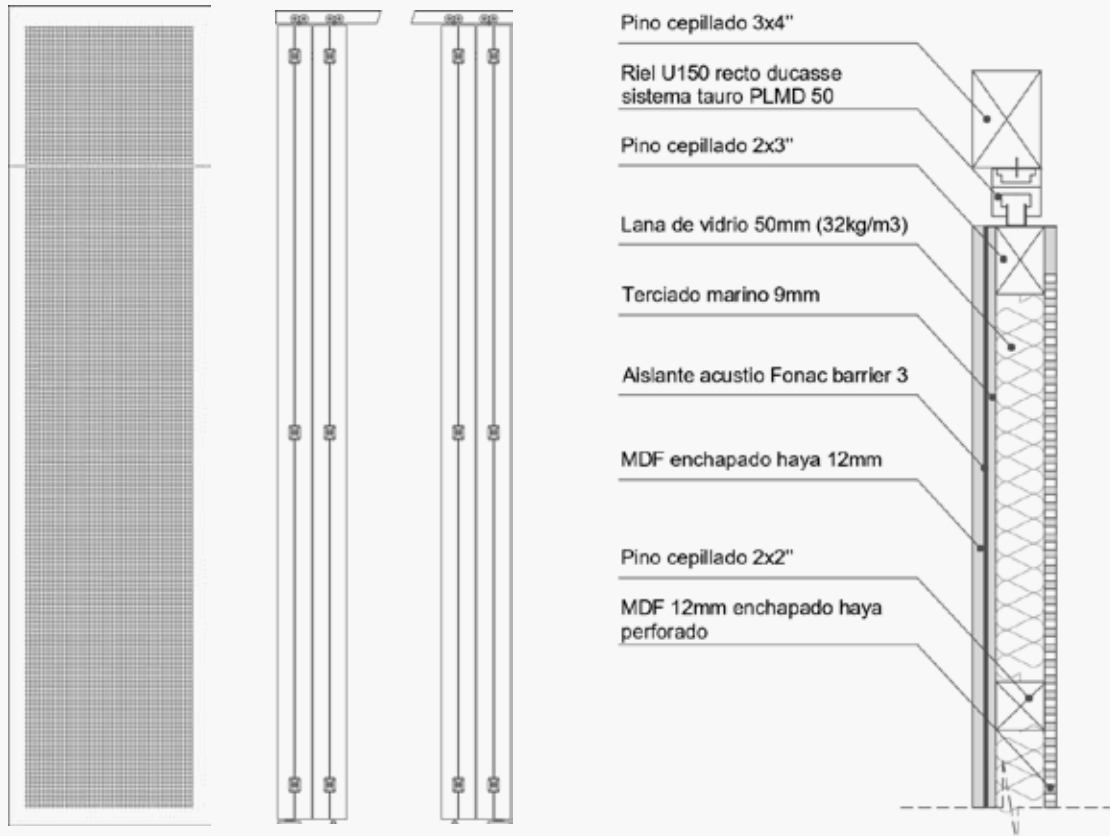 Pino cepillado 3x4"
Riel U150 recto ducasse
sistema tauro PLMD 50
Pino cepillado 2x3"
Lana de vidrio 50mm (32kg/m3)
Terciado marino 9mm
Aislante acustio Fonac barrier 3
MDF enchapado haya 12mm
Pino cepillado 2x2"
MDF 12mm enchapado haya
perforado